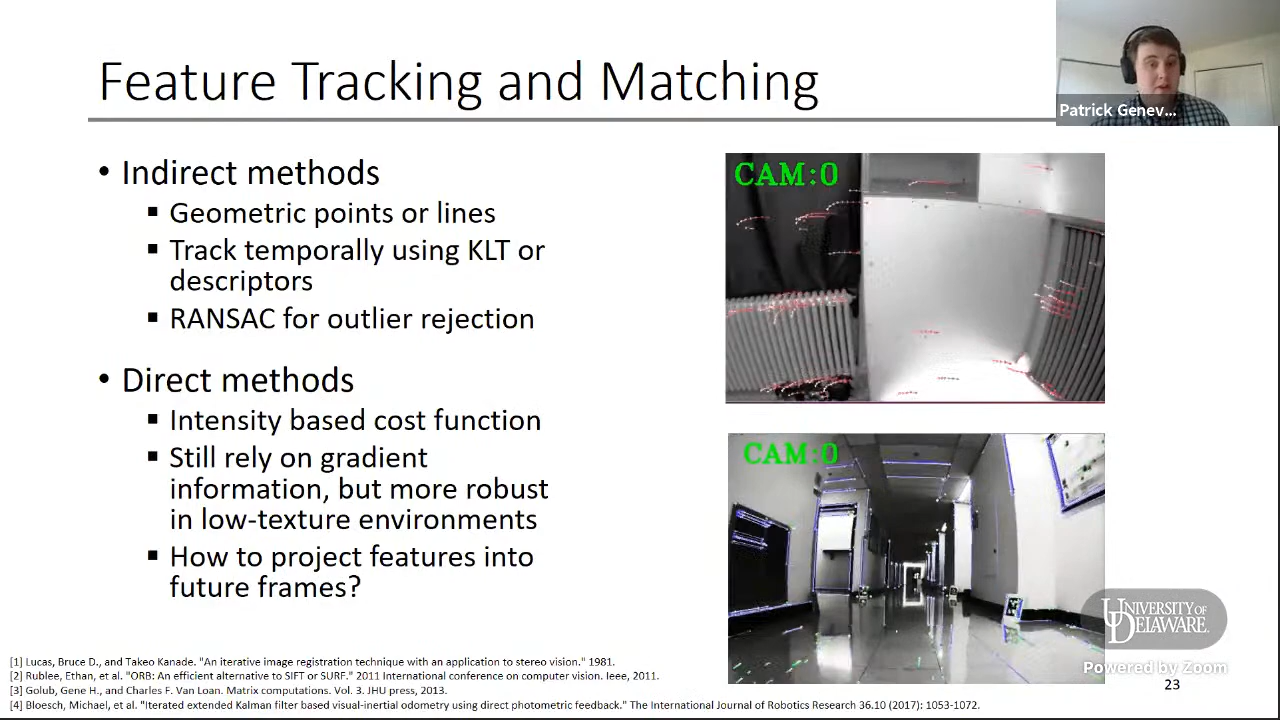 Feature Tracking and Matching
Patrick Genev...
• Indirect methods
▪ Geometric points or lines
▪ Track temporally using KLT or
descriptors
▪ RANSAC for outlier rejection
• Direct methods
▪ Intensity based cost function
▪ Still rely on gradient
information, but more robust
in low-texture environments
▪ How to project features into
future frames?
CAM:0
CAM:0
UNIVERSITY OF
DELAWARE.
Powered by Zoom
23
[1] Lucas, Bruce D., and Takeo Kanade. "An iterative image registration technique with an application to stereo vision." 1981.
[2] Rublee, Ethan, et al. "ORB: An efficient alternative to SIFT or SURF." 2011 International conference on computer vision. Ieee, 2011.
[3] Golub, Gene H., and Charles F. Van Loan. Matrix computations. Vol. 3. JHU press, 2013.
[4] Bloesch, Michael, et al. "Iterated extended Kalman filter based visual-inertial odometry using direct photometric feedback." The International Journal of Robotics Research 36.10 (2017): 1053-1072.